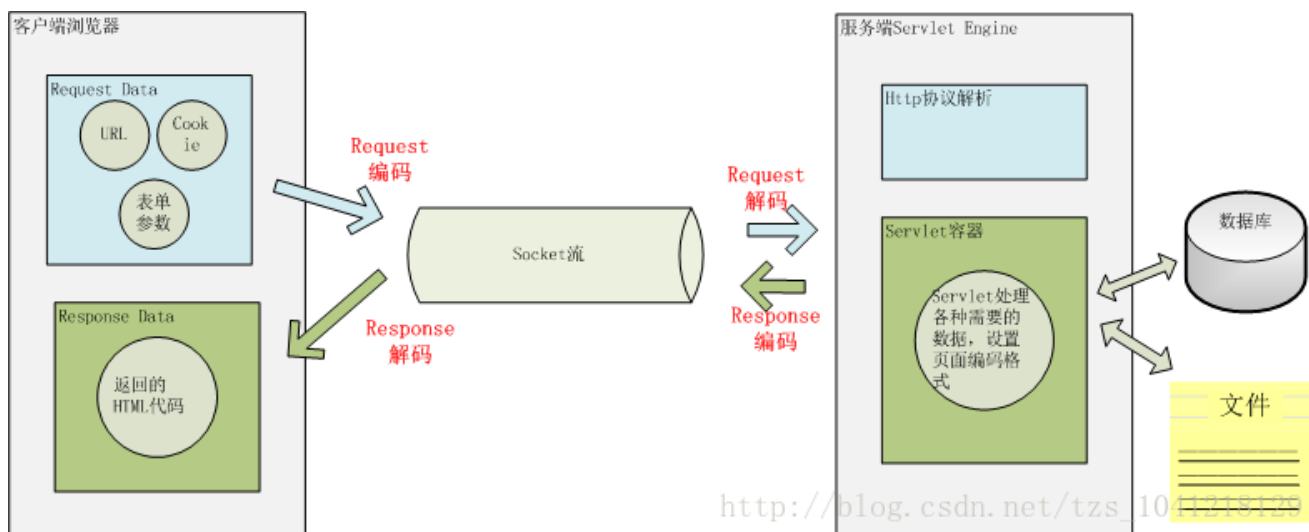 客户端浏览器
Request Data
URL
Cook
ie
表单
参数
Response Data
返回的
HTML代码
Request
编码
Response
解码
Socket流
Request
解码
Response
编码
服务端Servlet Engine
Http协议解析
Servlet容器
Servlet处理
各种需要的
数据，设置
页面编码格
式
数据库
文件
http://blog.csdn.net/tzs_1041218129